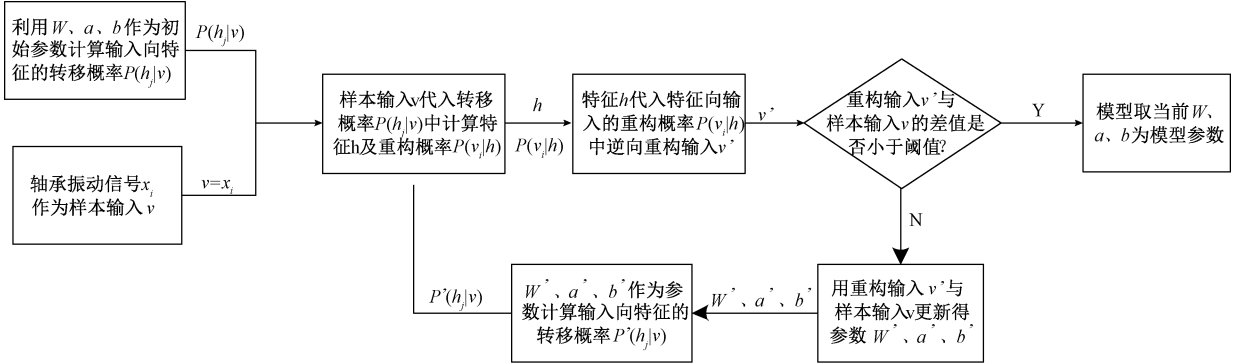 利用W、a、b作为初
始参数计算输入向特
征的转移概率P(hj|v)
P(hj|v)
轴承振动信号xi
作为样本输入v
v=xi
样本输入v代入转移
概率P(hj|v)中计算特
征h及重构概率P(vi|h)
h
P(vi|h)
特征h代入特征向输
入的重构概率P(vi|h)
中逆向重构输入v’
v’
重构输入v’与
样本输入v的差值是
否小于阈值?
Y
模型取当前W、
a、b为模型参数
N
用重构输入v’与
样本输入v更新得
参数W’、a’、b’
W’、a’、b’
W’、a’、b’作为参
数计算输入向特征的
转移概率P’(hj|v)
P’(hj|v)